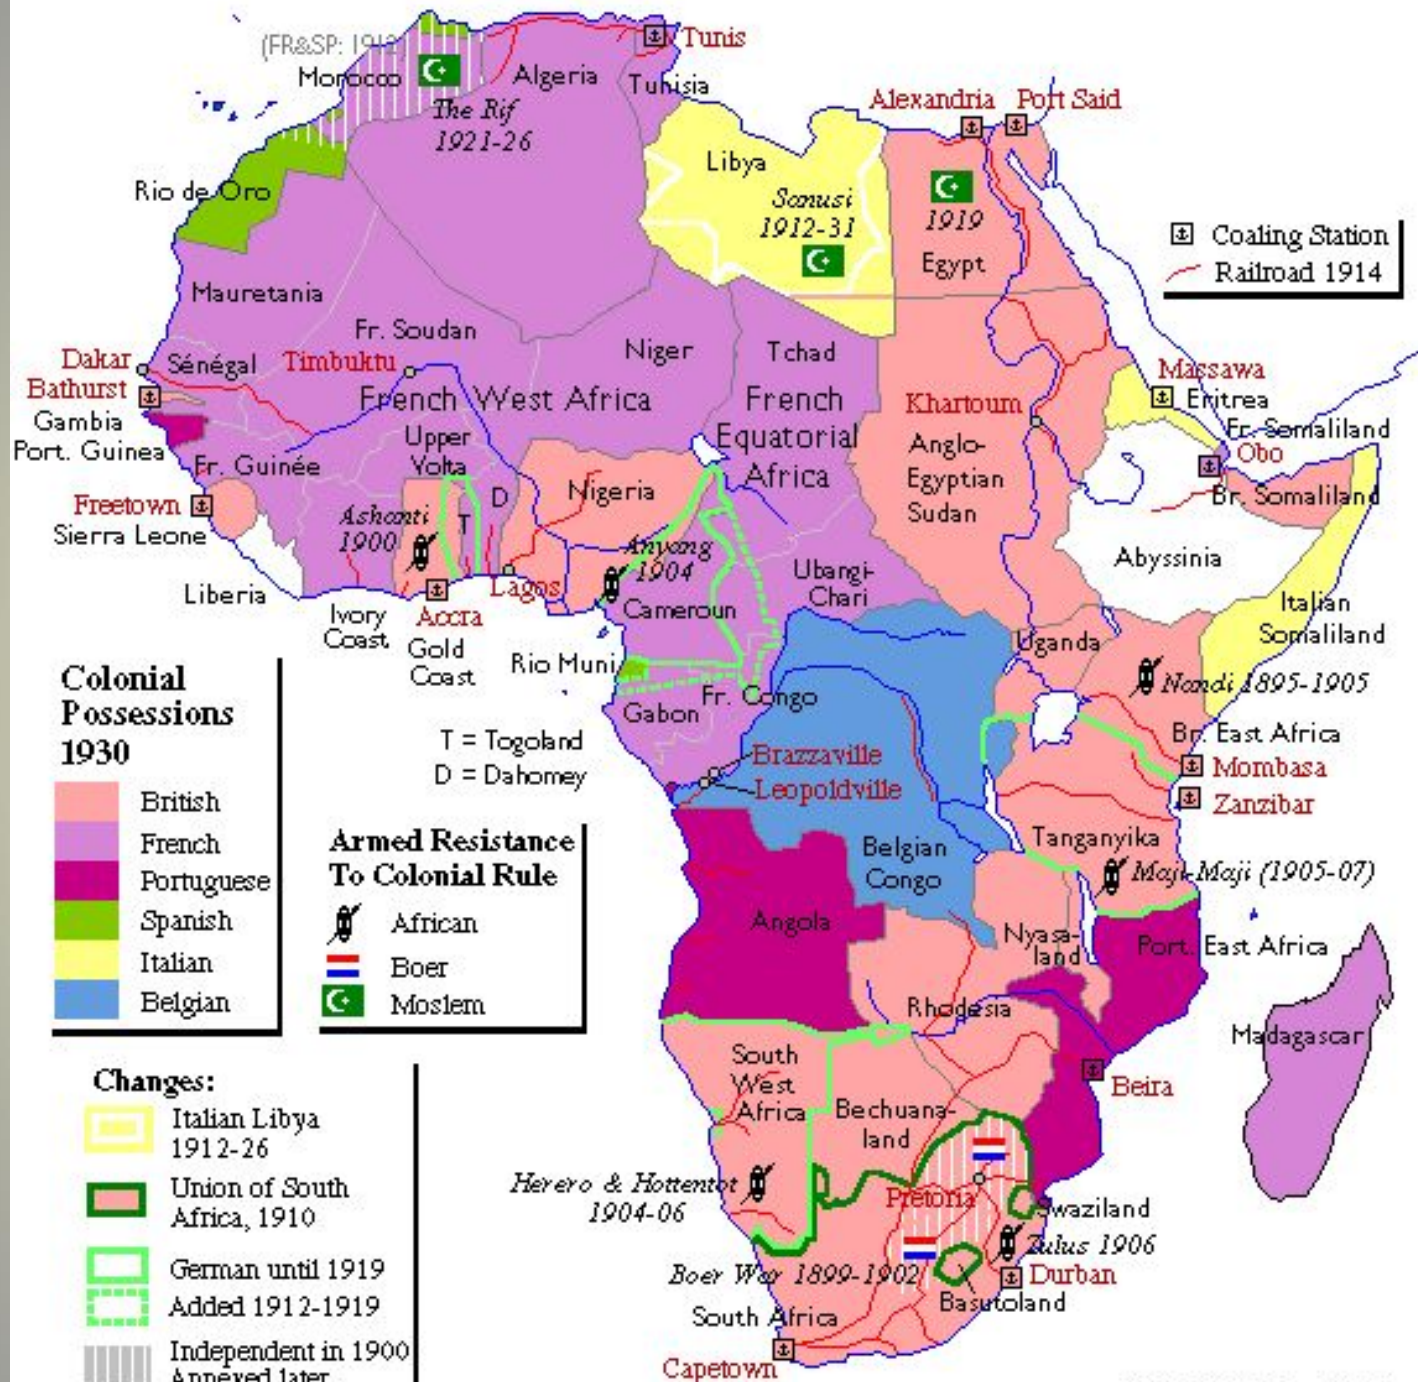 (FR&SP: 1912)
Morocco
Algeria
Tunis
Tunisia
The Rif
1921-26
Alexandria
Port Said
Libya
Sanusi
1912-31
1919
Egypt
Rio de Oro
Coaling Station
Railroad 1914
Mauretania
Fr. Soudan
Niger
Tchad
Dakar
Sénégal
Timbuktu
Bathurst
Gambia
Port. Guinea
French West Africa
French
Equatorial
Africa
Khartoum
Anglo-
Egyptian
Sudan
Massawa
Eritrea
Fr. Somaliland
Obo
Br. Somaliland
Upper
Volta
Fr. Guinée
Nigeria
D
T
Freetown
Sierra Leone
Ashanti
1900
Anyang
1904
Abyssinia
Liberia
Ivory
Coast
Accra
Gold
Coast
Lagos
Cameroun
Ubangi-
Chari
Italian
Somaliland
Uganda
Rio Muni
Nandi 1895-1905
Fr. Congo
Gabon
Br. East Africa
T = Togoland
D = Dahomey
Brazzaville
Leopoldville
Mombasa
Zanzibar
Colonial
Possessions
1930
British
French
Portuguese
Spanish
Italian
Belgian
Armed Resistance
To Colonial Rule
African
Boer
Moslem
Belgian
Congo
Tanganyika
Maji-Maji (1905-07)
Angola
Nyasa-
land
Port. East Africa
Rhodesia
Madagascar
South
West
Africa
Bechuana-
land
Beira
Herero & Hottentot
1904-06
Pretoria
Swaziland
Zulus 1906
Boer War 1899-1902
Durban
Basutoland
South Africa
Capetown
Changes:
Italian Libya
1912-26
Union of South
Africa, 1910
German until 1919
Added 1912-1919
Independent in 1900
Annexed later